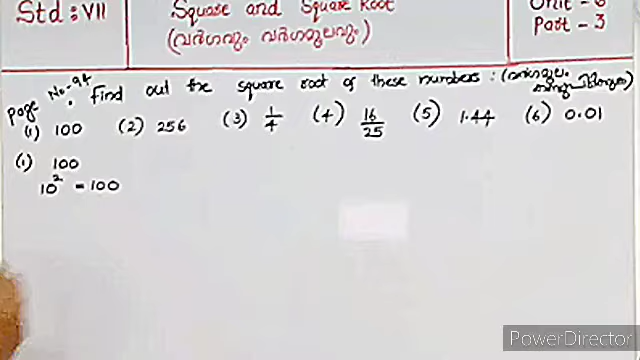 Std : VII
Square and Square Root
(വർഗവും വർഗമൂലവും)
Unit - 6
Part - 3
Page No:-94. Find out the square root of these numbers : (
(1) 100 (2) 256 (3) 1/4 (4) 16/25 (5) 1.44 (6) 0.01
(1) 100
10² = 100
PowerDirector